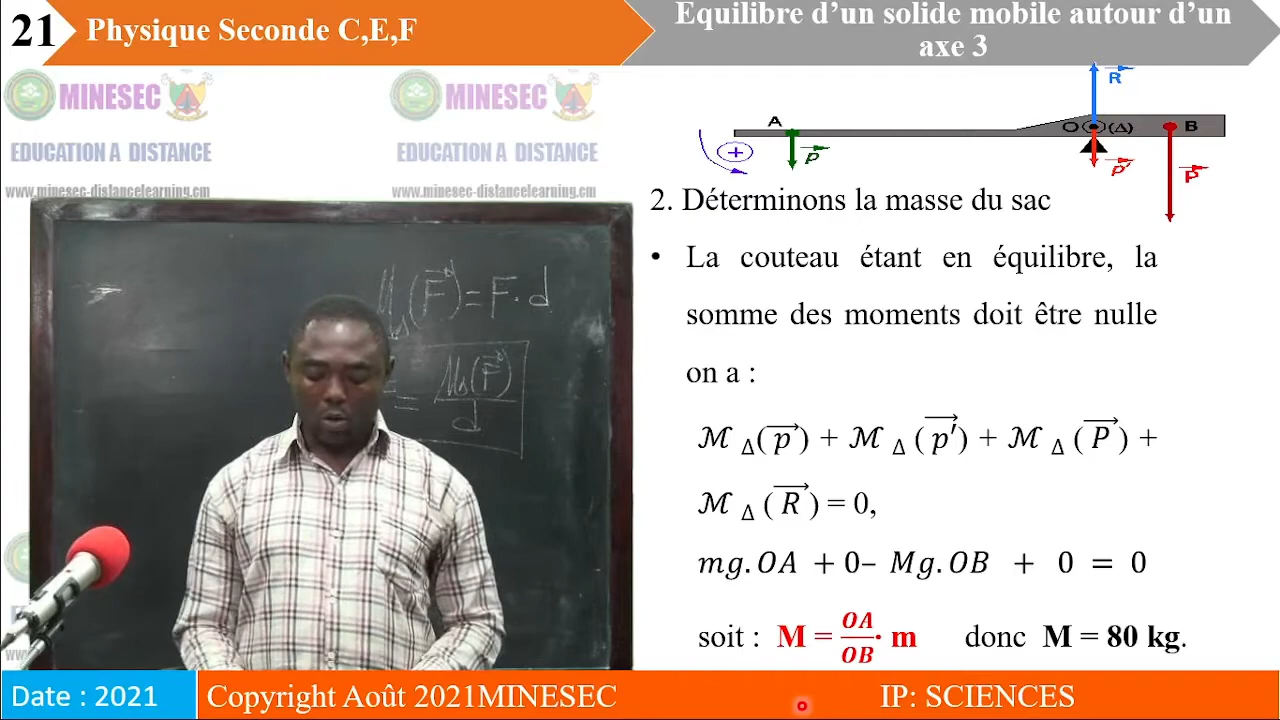 21
Physique Seconde C,E,F
Equilibre d’un solide mobile autour d’un
axe 3
MINESEC
MINESEC
EDUCATION A DISTANCE
EDUCATION A DISTANCE
www.minesec-distancelearning.cm
www.minesec-distancelearning.cm
R
A
O (Δ) B
+
p
p'
P
2. Déterminons la masse du sac
• La couteau étant en équilibre, la
somme des moments doit être nulle
on a :
ℳ Δ(p⃗) + ℳ Δ (p'⃗) + ℳ Δ (P⃗) +
ℳ Δ (R⃗) = 0,
mg.OA + 0– Mg.OB + 0 = 0
soit : M = OA/OB· m donc M = 80 kg.
(F⃗) = F . d
= ℳΔ(F⃗)/d
Date : 2021
Copyright Août 2021MINESEC
IP: SCIENCES